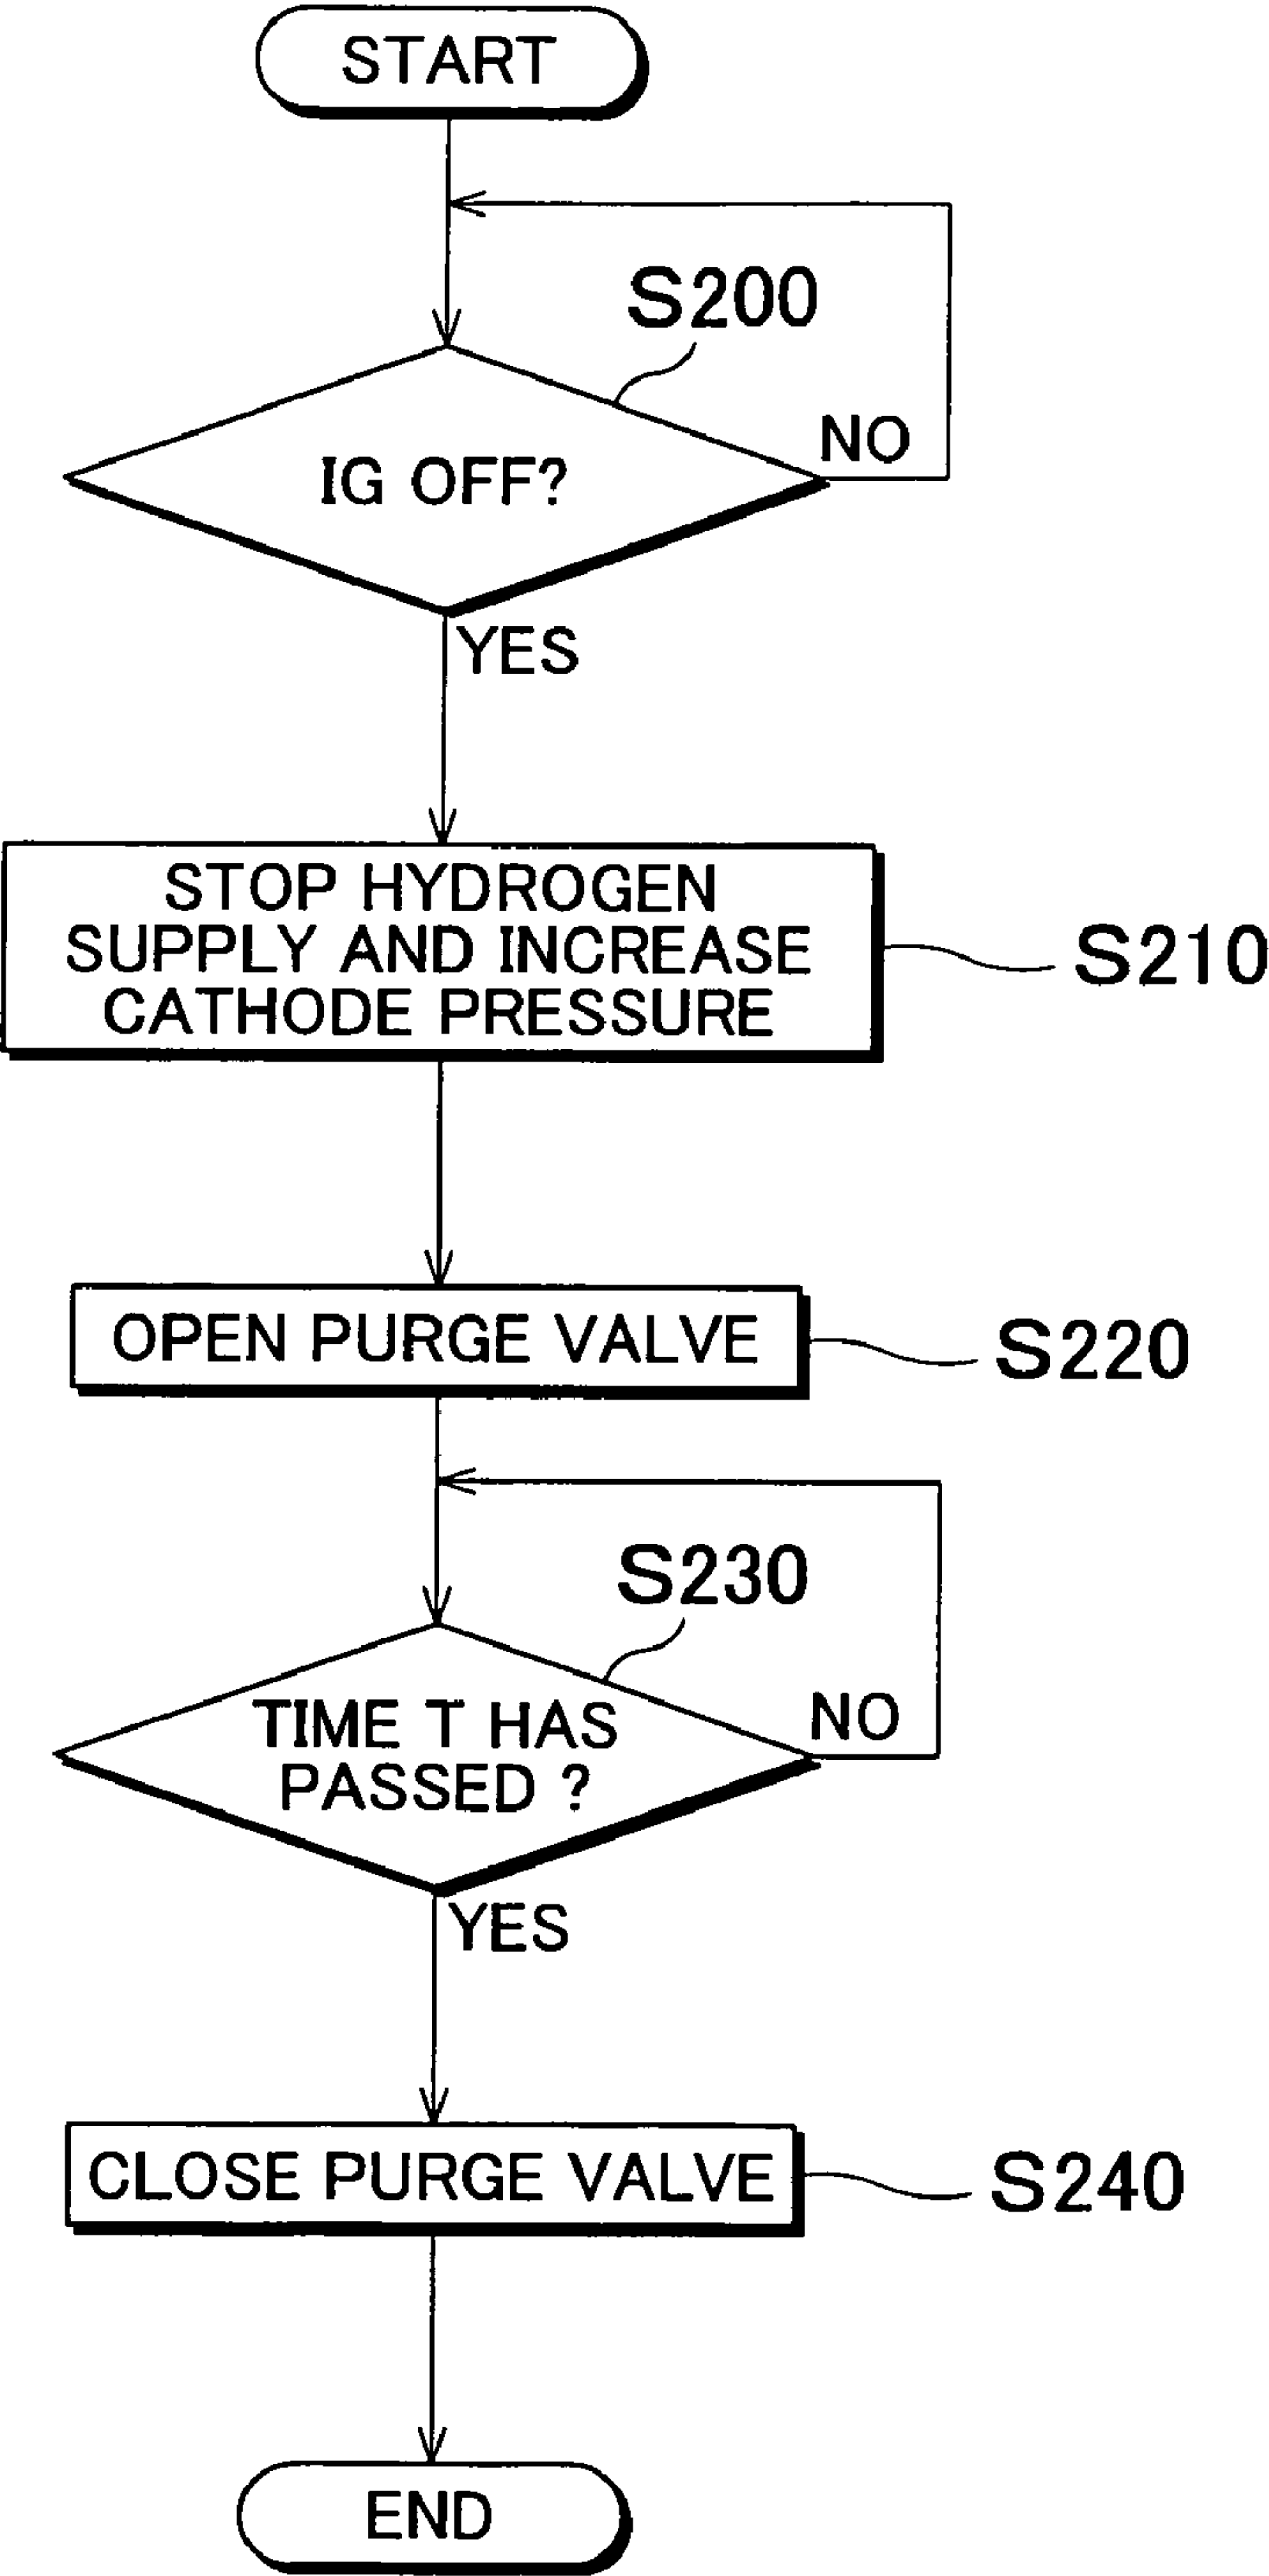 START
S200
NO
IG OFF?
YES
STOP HYDROGEN
SUPPLY AND INCREASE
CATHODE PRESSURE
S210
OPEN PURGE VALVE
S220
S230
NO
TIME T HAS
PASSED ?
YES
CLOSE PURGE VALVE
S240
END